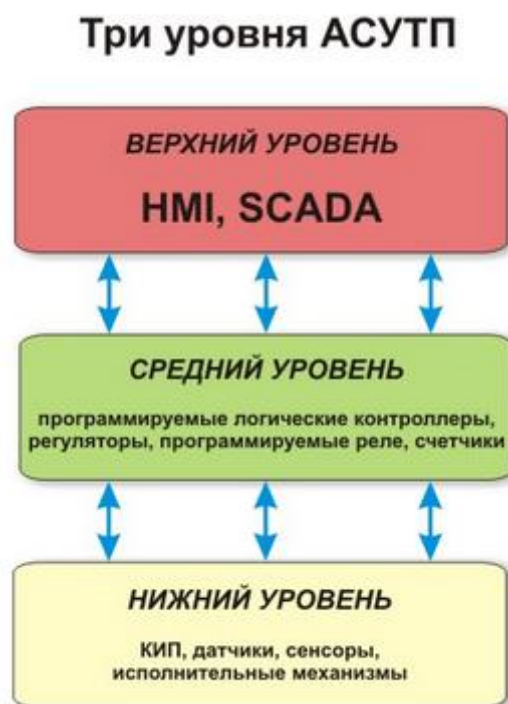 Три уровня АСУТП
ВЕРХНИЙ УРОВЕНЬ
HMI, SCADA
СРЕДНИЙ УРОВЕНЬ
программируемые логические контроллеры,
регуляторы, программируемые реле, счетчики
НИЖНИЙ УРОВЕНЬ
КИП, датчики, сенсоры,
исполнительные механизмы